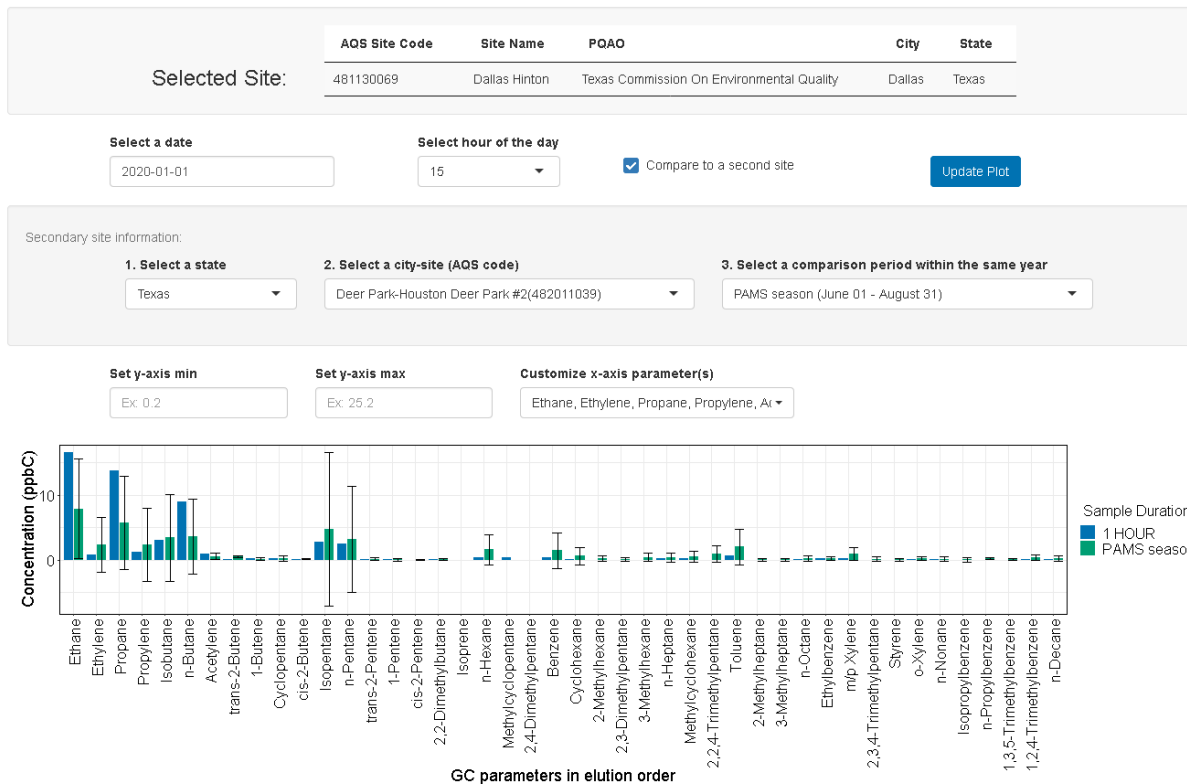 AQS Site Code Site Name PQAO City State
Selected Site: 481130069 Dallas Hinton Texas Commission On Environmental Quality Dallas Texas
Select a date Select hour of the day
2020-01-01 15 Compare to a second site Update Plot
Secondary site information:
1. Select a state 2. Select a city-site (AQS code) 3. Select a comparison period within the same year
Texas Deer Park-Houston Deer Park #2(482011039) PAMS season (June 01 - August 31)
Set y-axis min Set y-axis max Customize x-axis parameter(s)
Ex: 0.2 Ex: 25.2 Ethane, Ethylene, Propane, Propylene,
Concentration (ppbC)
10
0
Sample Duration
1 HOUR
PAMS seaso
Ethane
Ethylene
Propane
Propylene
Isobutane
n-Butane
Acetylene
trans-2-Butene
1-Butene
Cyclopentane
cis-2-Butene
Isopentane
n-Pentane
trans-2-Pentene
1-Pentene
cis-2-Pentene
2,2-Dimethylbutane
Isoprene
n-Hexane
Methylcyclopentane
2,4-Dimethylpentane
Benzene
Cyclohexane
2-Methylhexane
2,3-Dimethylpentane
3-Methylhexane
n-Heptane
Methylcyclohexane
2,2,4-Trimethylpentane
Toluene
2-Methylheptane
3-Methylheptane
n-Octane
Ethylbenzene
m/p Xylene
2,3,4-Trimethylpentane
Styrene
o-Xylene
n-Nonane
Isopropylbenzene
n-Propylbenzene
1,3,5-Trimethylbenzene
1,2,4-Trimethylbenzene
n-Decane
GC parameters in elution order